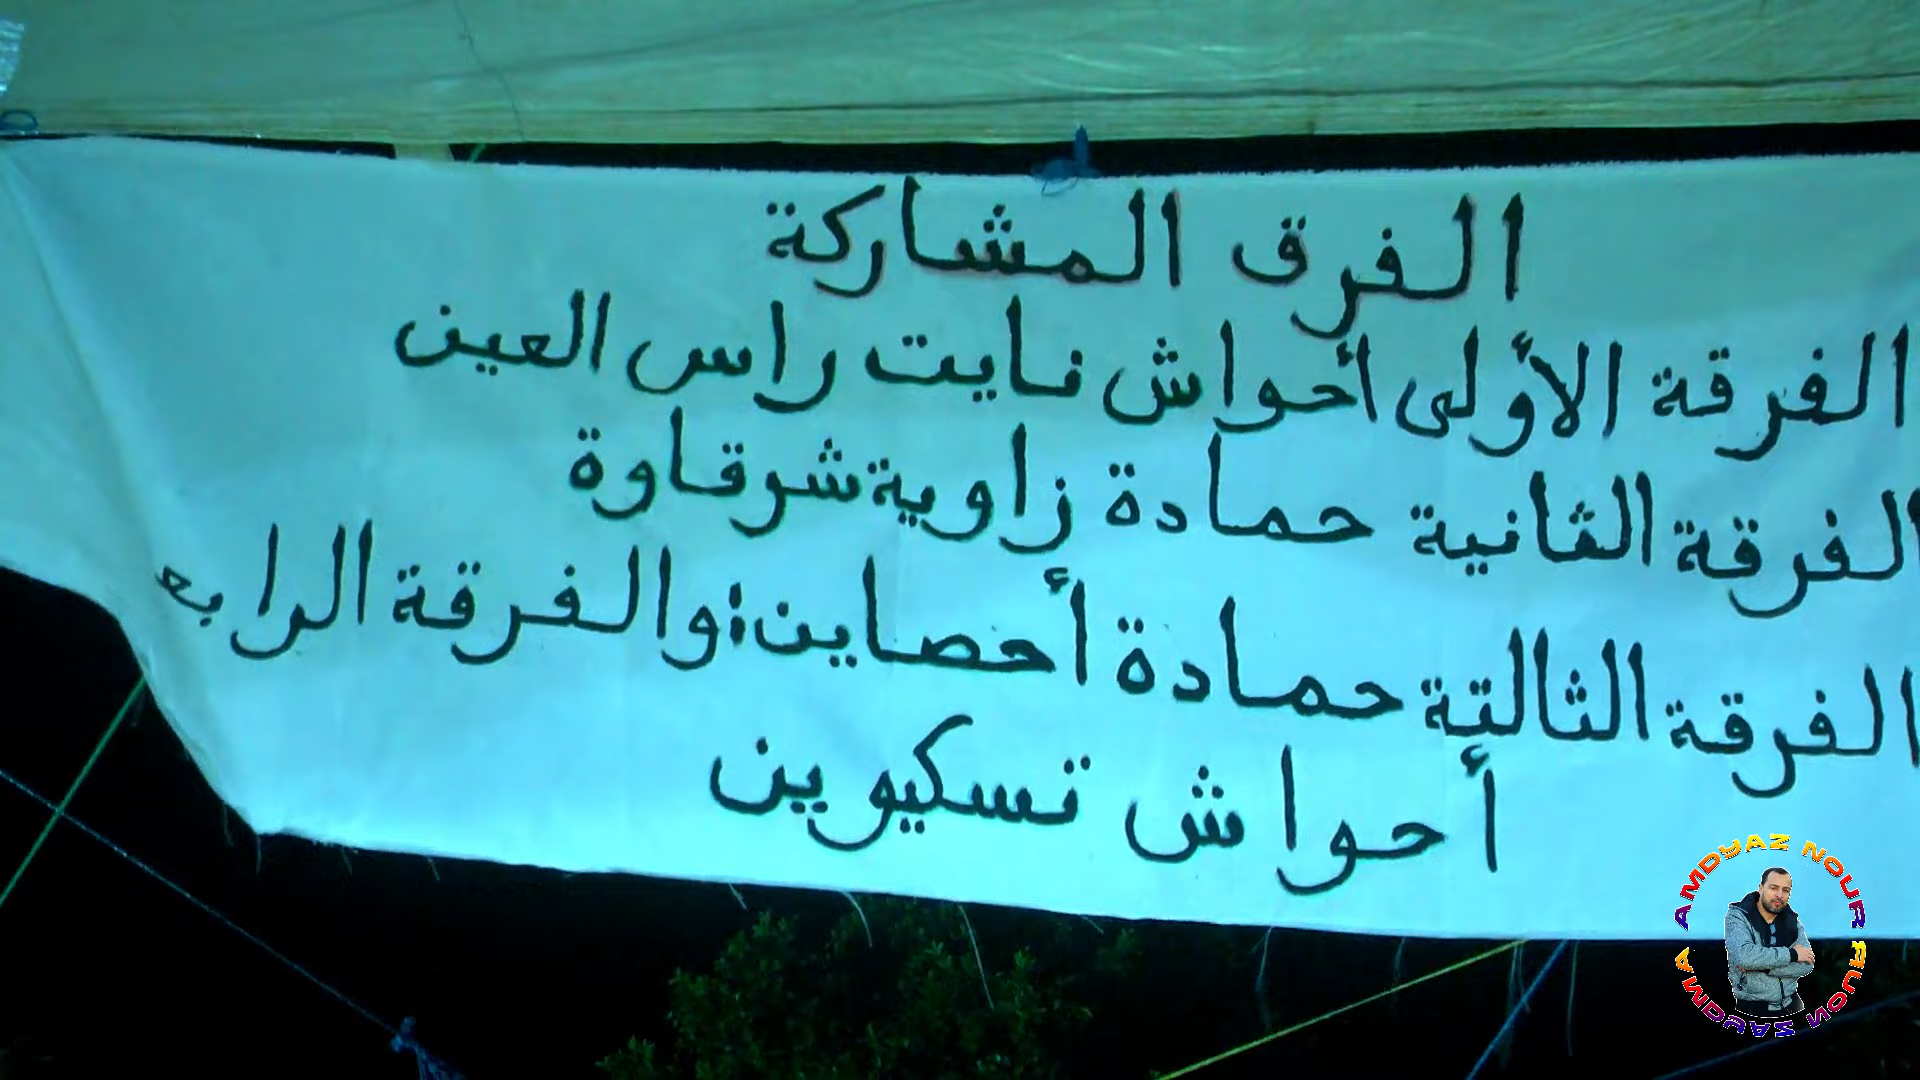 الفرق المشاركة
الفرقة الأولى أحواش نايت راس العين
الفرقة الثانية حمادة زاوية شرقاوة
الفرقة الثالتة حمادة أحصاين: والفرقة الرابع
أحواش تسكيوين
AMDYAZ NOUR AMDYAZ NOUR